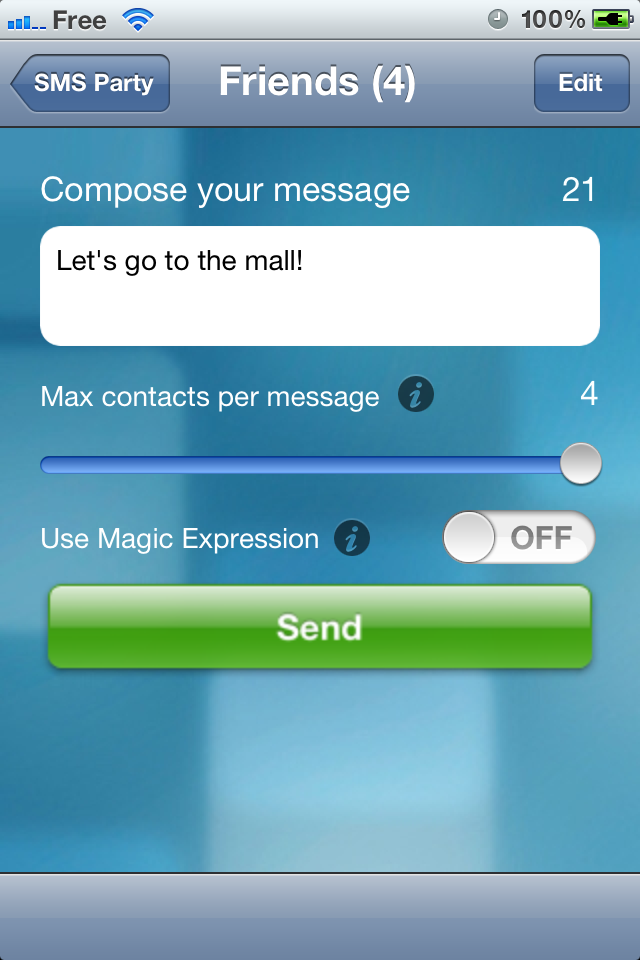 Free 100%
SMS Party Friends (4) Edit
Compose your message 21
Let's go to the mall!
Max contacts per message i 4
Use Magic Expression i OFF
Send